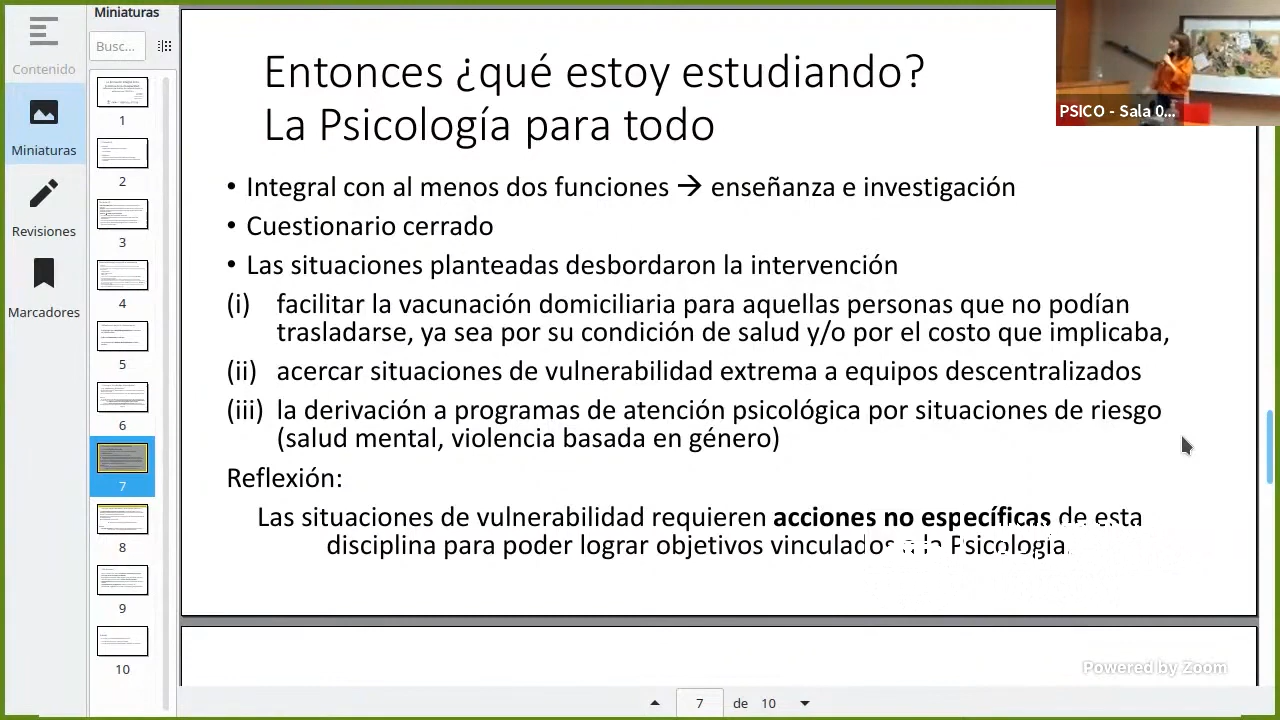 Contenido
Miniaturas
Revisiones
Marcadores
Miniaturas
Busc...
1
2
3
4
5
6
7
8
9
10
Entonces ¿qué estoy estudiando?
La Psicología para todo
• Integral con al menos dos funciones → enseñanza e investigación
• Cuestionario cerrado
• Las situaciones planteadas desbordaron la intervención
(i) facilitar la vacunación domiciliaria para aquellas personas que no podían
trasladarse, ya sea por su condición de salud y/o por el costo que implicaba,
(ii) acercar situaciones de vulnerabilidad extrema a equipos descentralizados
(iii) la derivación a programas de atención psicológica por situaciones de riesgo
(salud mental, violencia basada en género)
Reflexión:
Las situaciones de vulnerabilidad requieren acciones no específicas de esta
disciplina para poder lograr objetivos vinculados Psicología
PSICO - Sala 0...
Powered by Zoom
7 de 10